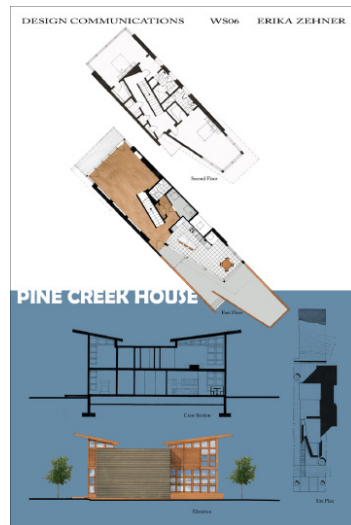 DESIGN COMMUNICATIONS WS06 ERIKA ZEHNER
Second Floor
PINE CREEK HOUSE
First Floor
Cross Section
Site Plan
Elevation